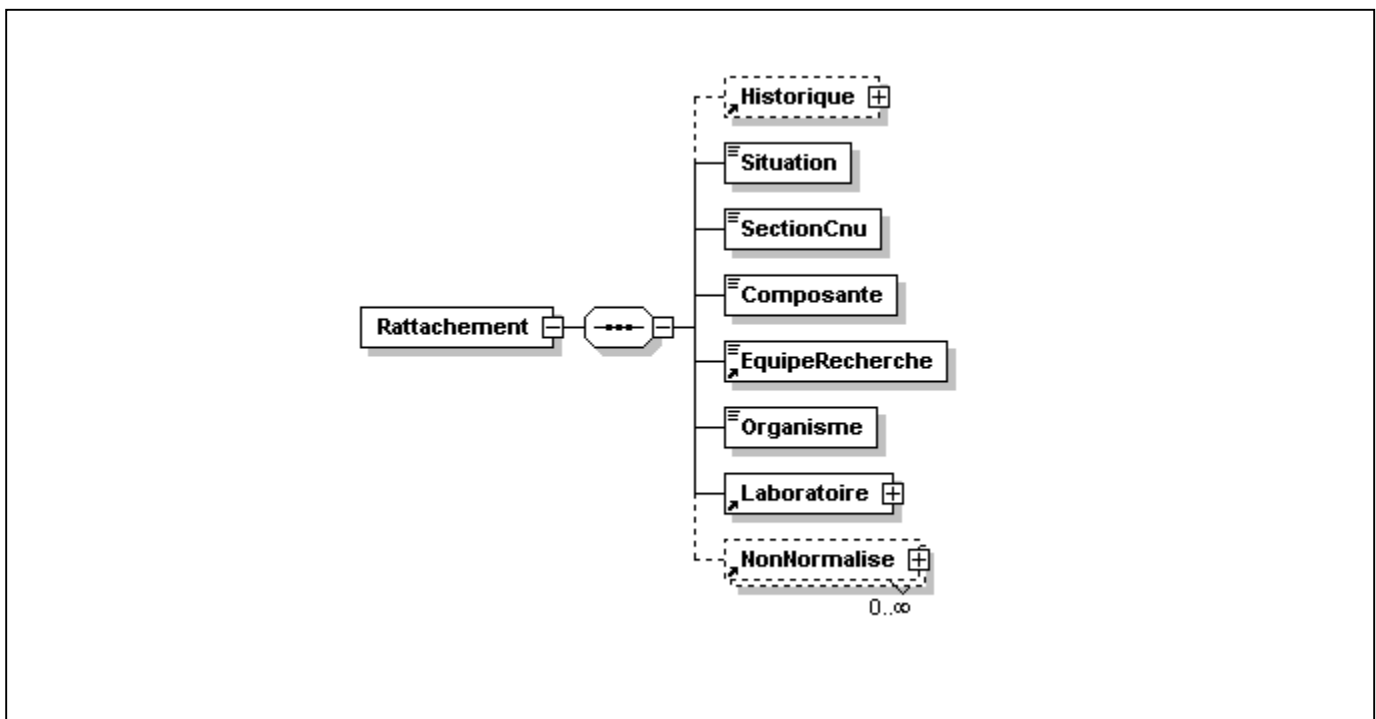 Historique
Situation
SectionCnu
Composante
Rattachement
EquipeRecherche
Organisme
Laboratoire
NonNormalise
0..∞